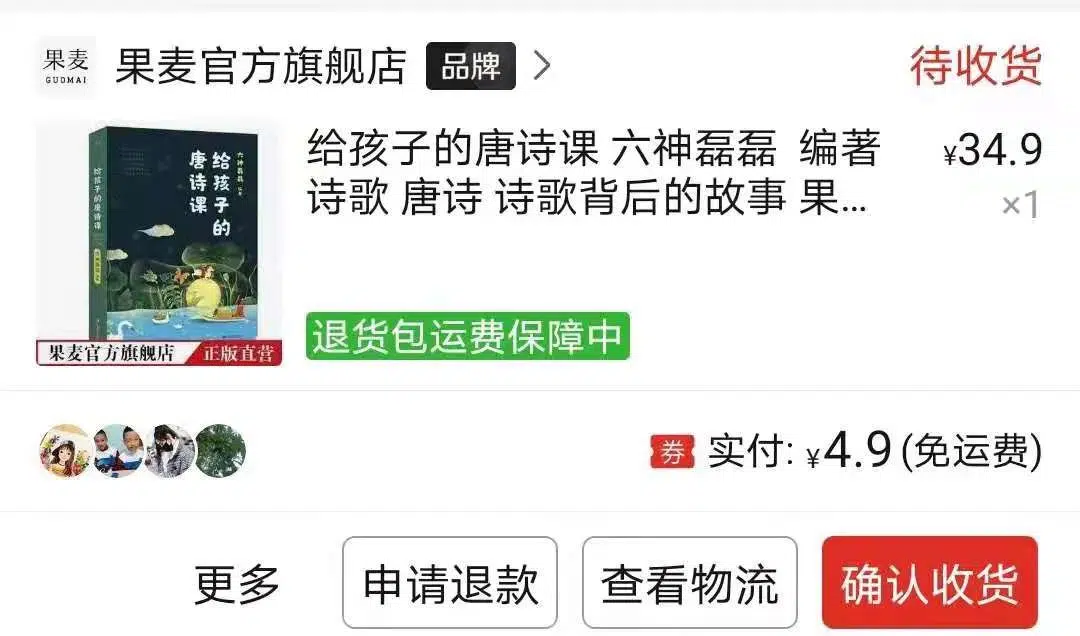 果麦
GUOMAI
果麦官方旗舰店
品牌
待收货
给孩子的唐诗课 六神磊磊 编著
¥34.9
诗歌 唐诗 诗歌背后的故事 果...
×1
给孩子的
唐诗课
六神磊磊
给孩子的唐诗课
果麦官方旗舰店
正版直营
退货包运费保障中
券
实付: ¥4.9 (免运费)
更多
申请退款
查看物流
确认收货